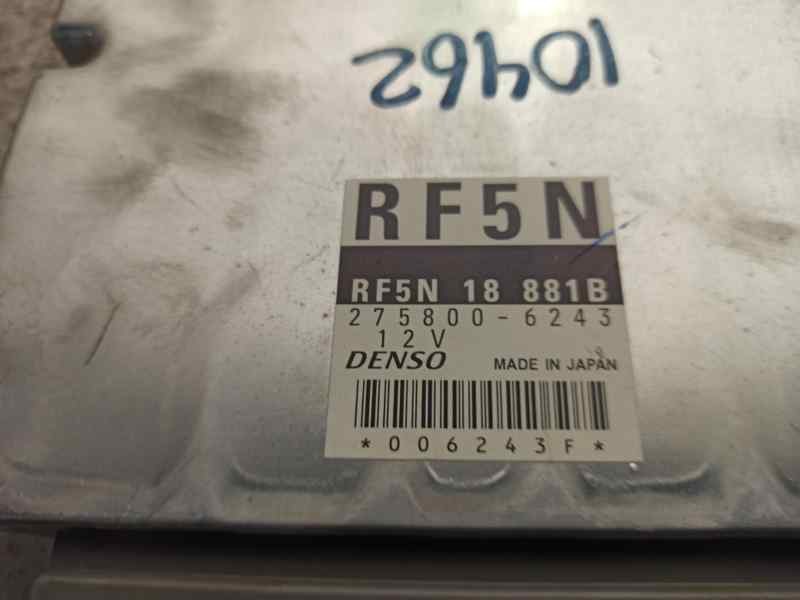 10462
RF5N
RF5N 18 881B
275800-6243
12V
DENSO MADE IN JAPAN
*006243F*